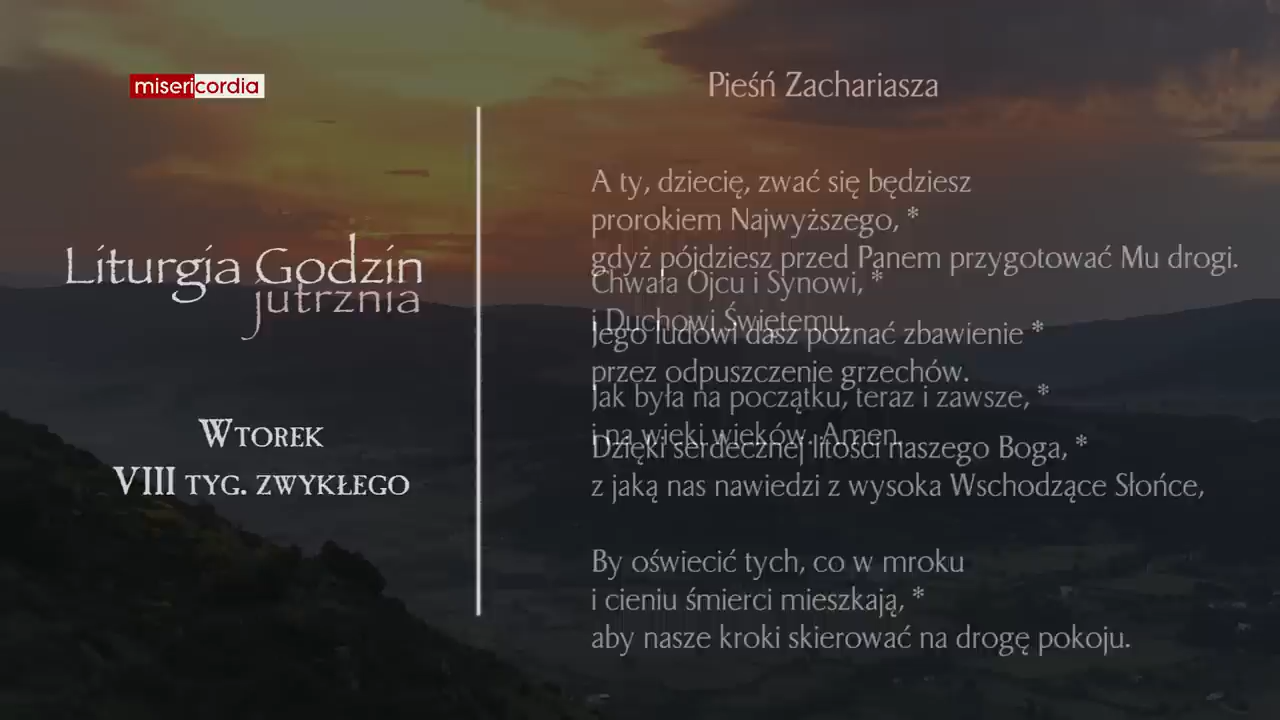 misericordia
Liturgia Godzin
jutrznia
Wtorek
VIII tyg. zwykłego
Pieśń Zachariasza
A ty, dziecię, zwać się będziesz
prorokiem Najwyższego, *
gdyż pójdziesz przed Panem przygotować Mu drogi.
Chwała Ojcu i Synowi, *
i Duchowi Świętemu.
Jego ludowi dasz poznać zbawienie *
przez odpuszczenie grzechów.
Jak była na początku, teraz i zawsze, *
i na wieki wieków. Amen.
Dzięki serdecznej litości naszego Boga, *
z jaką nas nawiedzi z wysoka Wschodzące Słońce,
By oświecić tych, co w mroku
i cieniu śmierci mieszkają, *
aby nasze kroki skierować na drogę pokoju.